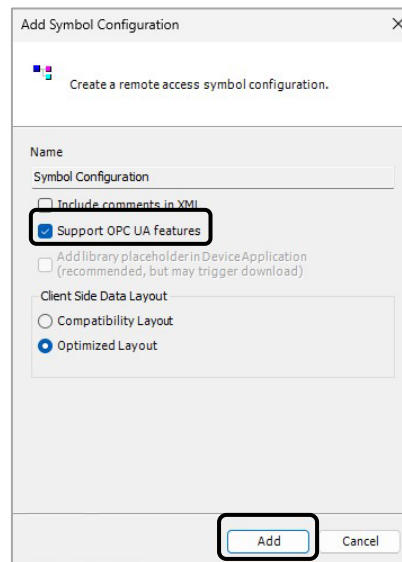 Add Symbol Configuration
Create a remote access symbol configuration.
Name
Symbol Configuration
Include comments in XML
Support OPC UA features
Add library placeholder in Device Application
(recommended, but may trigger download)
Client Side Data Layout
Compatibility Layout
Optimized Layout
Add
Cancel